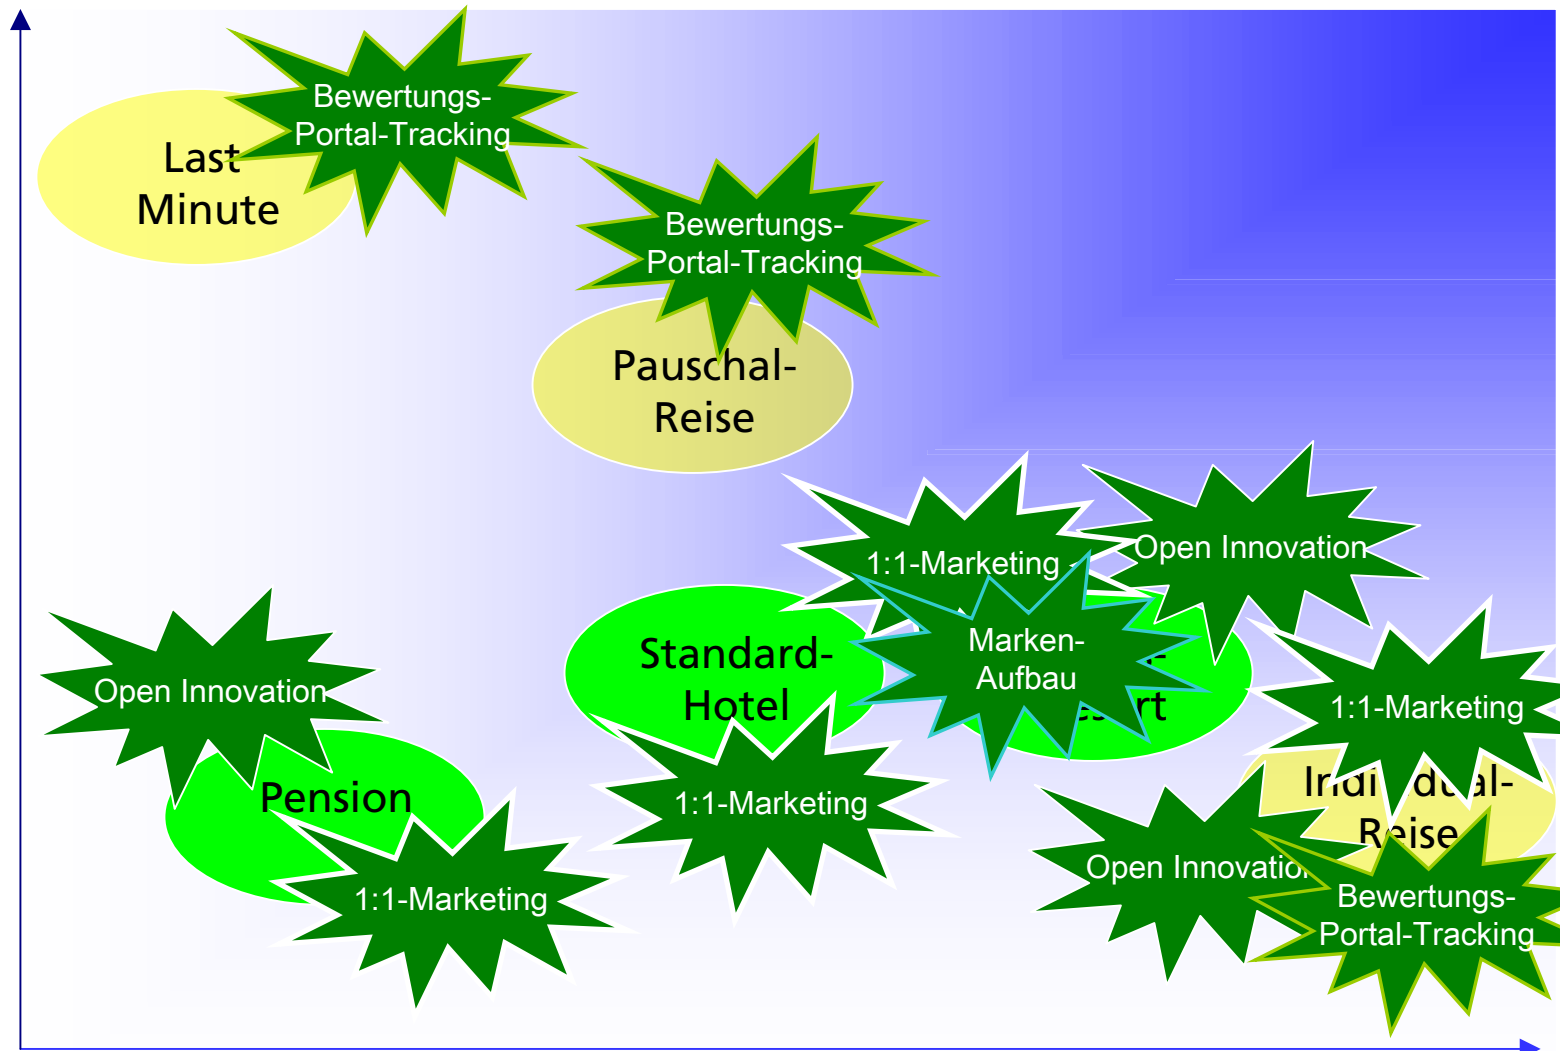 Bewertungs-
Portal-Tracking
Last
Minute
Bewertungs-
Portal-Tracking
Pauschal-
Reise
1:1-Marketing
Open Innovation
Standard-
Hotel
Marken-
Aufbau
Open Innovation
1:1-Marketing
Pension
1:1-Marketing
1:1-Marketing
Individual-
Reise
Open Innovation
Bewertungs-
Portal-Tracking